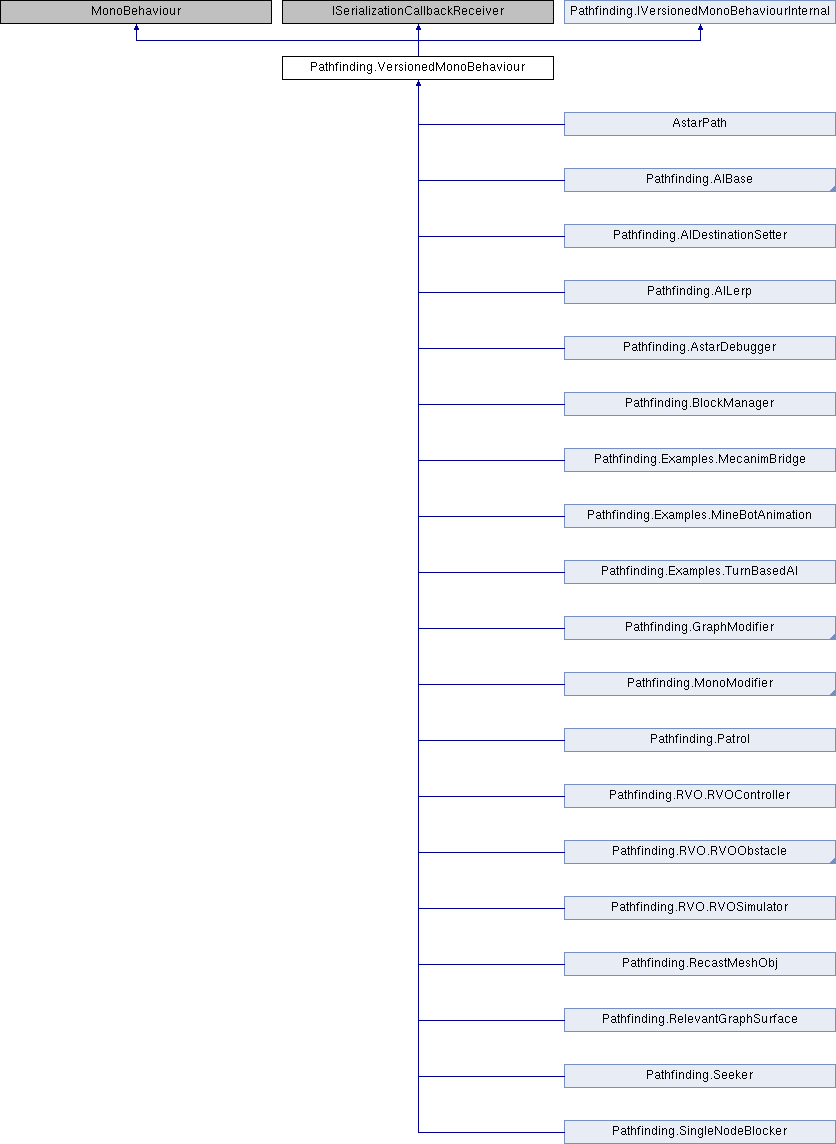 MonoBehaviour
ISerializationCallbackReceiver
Pathfinding.IVersionedMonoBehaviourInternal
Pathfinding.VersionedMonoBehaviour
AstarPath
Pathfinding.AIBase
Pathfinding.AIDestinationSetter
Pathfinding.AILerp
Pathfinding.AstarDebugger
Pathfinding.BlockManager
Pathfinding.Examples.MecanimBridge
Pathfinding.Examples.MineBotAnimation
Pathfinding.Examples.TurnBasedAI
Pathfinding.GraphModifier
Pathfinding.MonoModifier
Pathfinding.Patrol
Pathfinding.RVO.RVOController
Pathfinding.RVO.RVOObstacle
Pathfinding.RVO.RVOSimulator
Pathfinding.RecastMeshObj
Pathfinding.RelevantGraphSurface
Pathfinding.Seeker
Pathfinding.SingleNodeBlocker